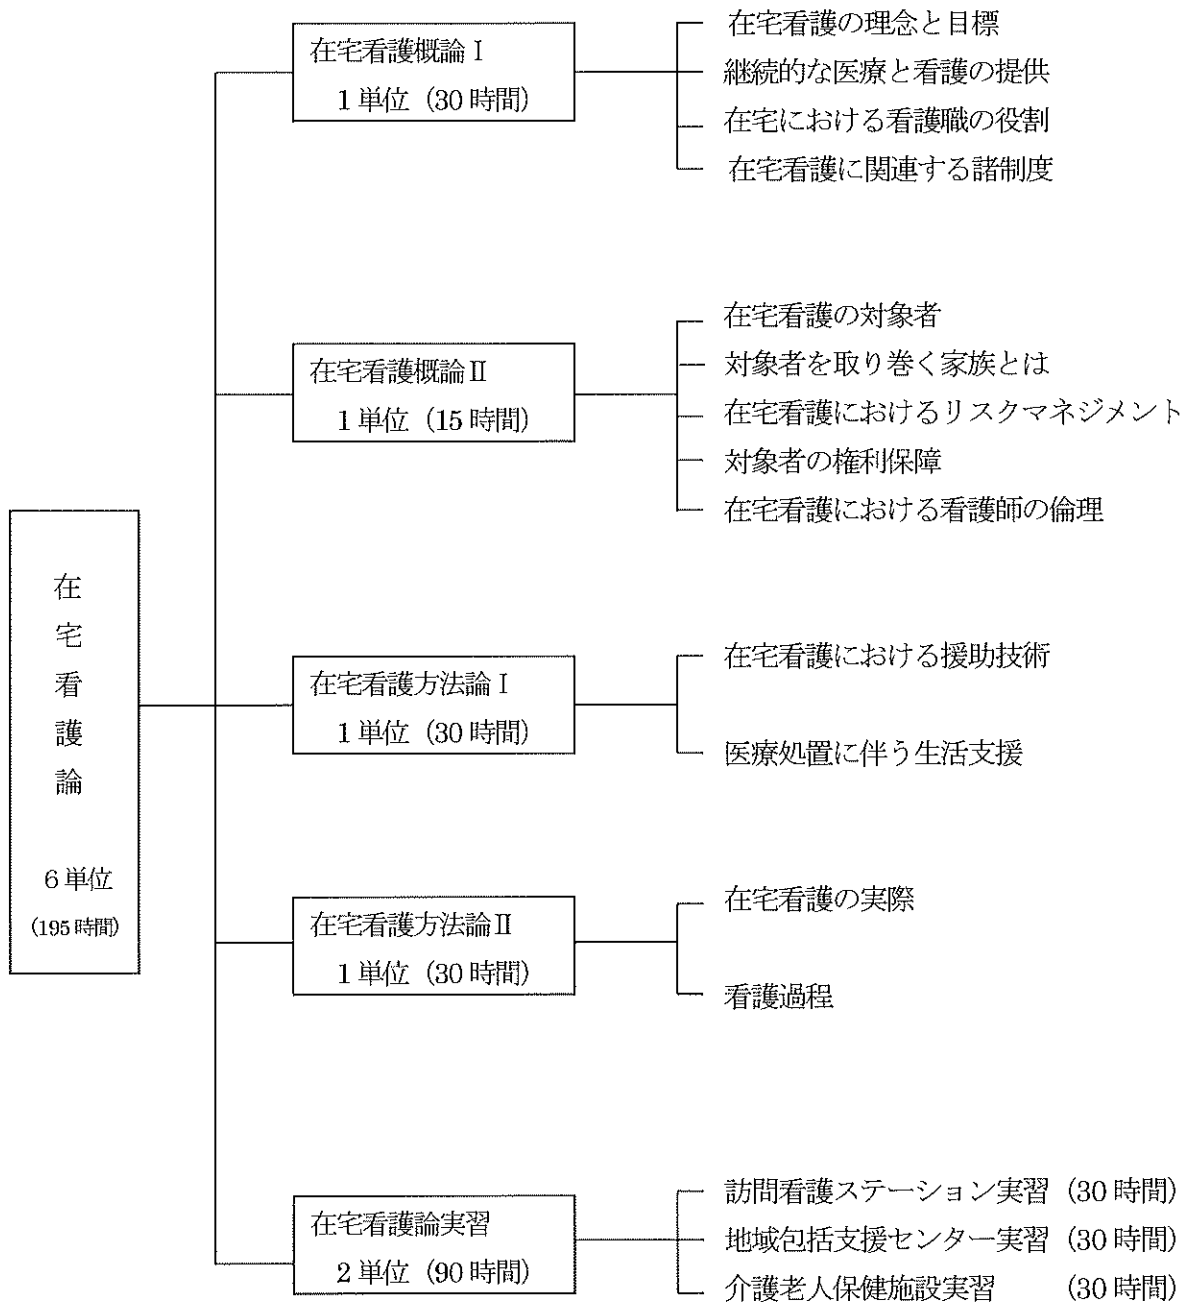 在宅看護論
6単位
(195時間)
在宅看護概論Ⅰ
1単位（30時間）
在宅看護の理念と目標
継続的な医療と看護の提供
在宅における看護職の役割
在宅看護に関連する諸制度
在宅看護概論Ⅱ
1単位（15時間）
在宅看護の対象者
対象者を取り巻く家族とは
在宅看護におけるリスクマネジメント
対象者の権利保障
在宅看護における看護師の倫理
在宅看護方法論Ⅰ
1単位（30時間）
在宅看護における援助技術
医療処置に伴う生活支援
在宅看護方法論Ⅱ
1単位（30時間）
在宅看護の実際
看護過程
在宅看護論実習
2単位（90時間）
訪問看護ステーション実習（30時間）
地域包括支援センター実習（30時間）
介護老人保健施設実習（30時間）